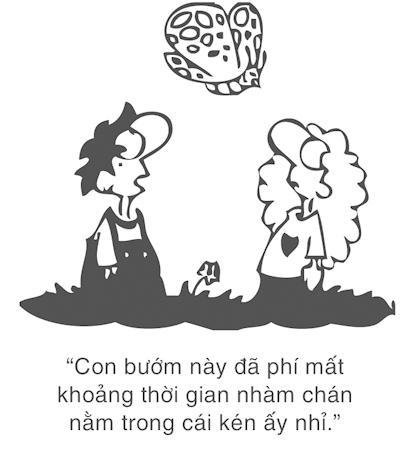 “Con bướm này đã phí mất
khoảng thời gian nhàm chán
nằm trong cái kén ấy nhỉ.”